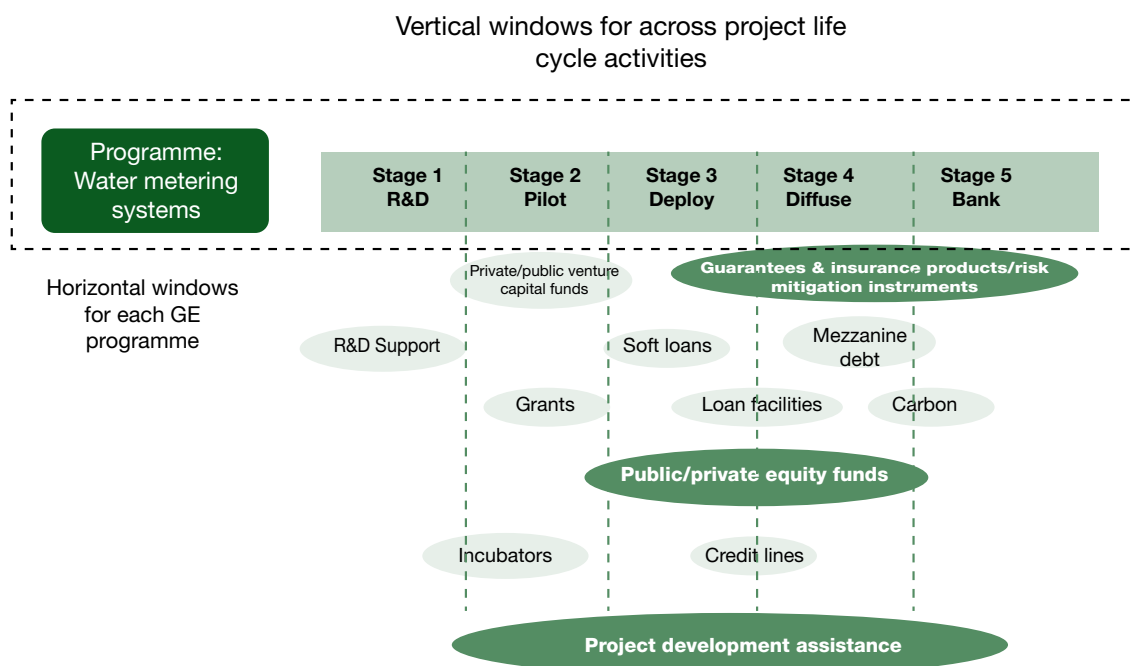 Vertical windows for across project life
cycle activities
Programme:
Water metering
systems
Stage 1
R&D
Stage 2
Pilot
Stage 3
Deploy
Stage 4
Diffuse
Stage 5
Bank
Horizontal windows
for each GE
programme
Private/public venture
capital funds
Guarantees & insurance products/risk
mitigation instruments
R&D Support
Soft loans
Mezzanine
debt
Grants
Loan facilities
Carbon
Public/private equity funds
Incubators
Credit lines
Project development assistance